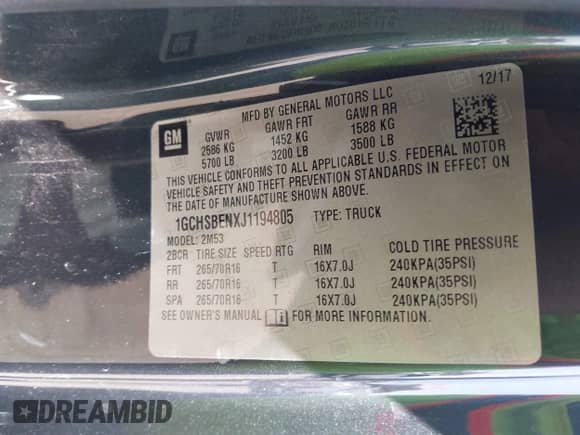 12/17
MFD BY GENERAL MOTORS LLC
GM
GVWR GAWR FRT GAWR RR
2586 KG 1452 KG 1588 KG
5700 LB 3200 LB 3500 LB
THIS VEHICLE CONFORMS TO ALL APPLICABLE U.S. FEDERAL MOTOR
VEHICLE SAFETY AND THEFT PREVENTION STANDARDS IN EFFECT ON
THE DATE OF MANUFACTURE SHOWN ABOVE.
1GCHSBENXJ1194805 TYPE: TRUCK
MODEL: 2M53
2BCR TIRE SIZE SPEED RTG RIM COLD TIRE PRESSURE
FRT 265/70R16 T 16X7.0J 240KPA(35PSI)
RR 265/70R16 T 16X7.0J 240KPA(35PSI)
SPA 265/70R16 T 16X7.0J 240KPA(35PSI)
SEE OWNER'S MANUAL FOR MORE INFORMATION.
DREAMBID